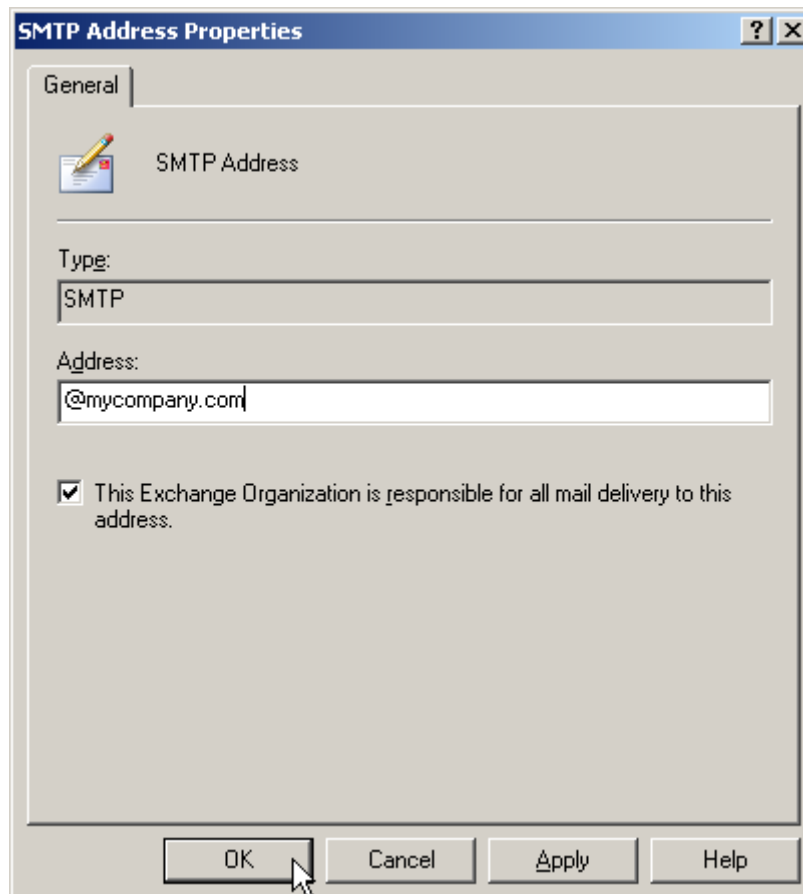 SMTP Address Properties
General
SMTP Address
Type:
SMTP
Address:
@mycompany.com
This Exchange Organization is responsible for all mail delivery to this
address.
OK Cancel Apply Help